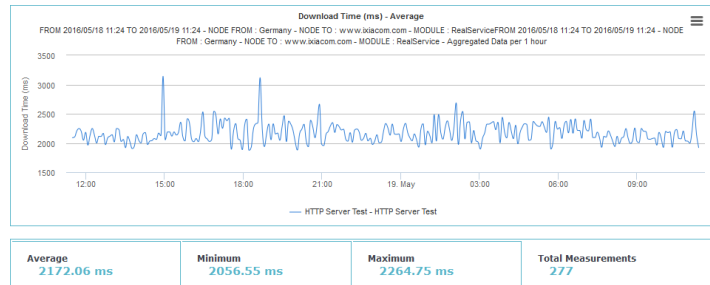 Download Time (ms) - Average
FROM 2016/05/18 11:24 TO 2016/05/19 11:24 - NODE FROM : Germany - NODE TO : www.ixiacom.com - MODULE : RealServiceFROM 2016/05/18 11:24 TO 2016/05/19 11:24 - NODE
FROM : Germany - NODE TO : www.ixiacom.com - MODULE : RealService - Aggregated Data per 1 hour
Download Time (ms)
3500
3000
2500
2000
1500
12:00 15:00 18:00 21:00 19. May 03:00 06:00 09:00
HTTP Server Test - HTTP Server Test
Average Minimum Maximum Total Measurements
2172.06 ms 2056.55 ms 2264.75 ms 277